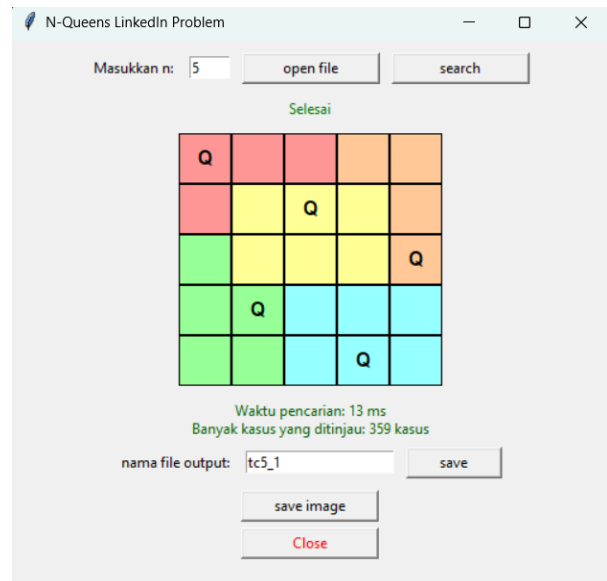 N-Queens LinkedIn Problem
Masukkan n: 5 open file search
Selesai
Q
Q
Q
Q
Q
Waktu pencarian: 13 ms
Banyak kasus yang ditinjau: 359 kasus
nama file output: tc5_1 save
save image
Close